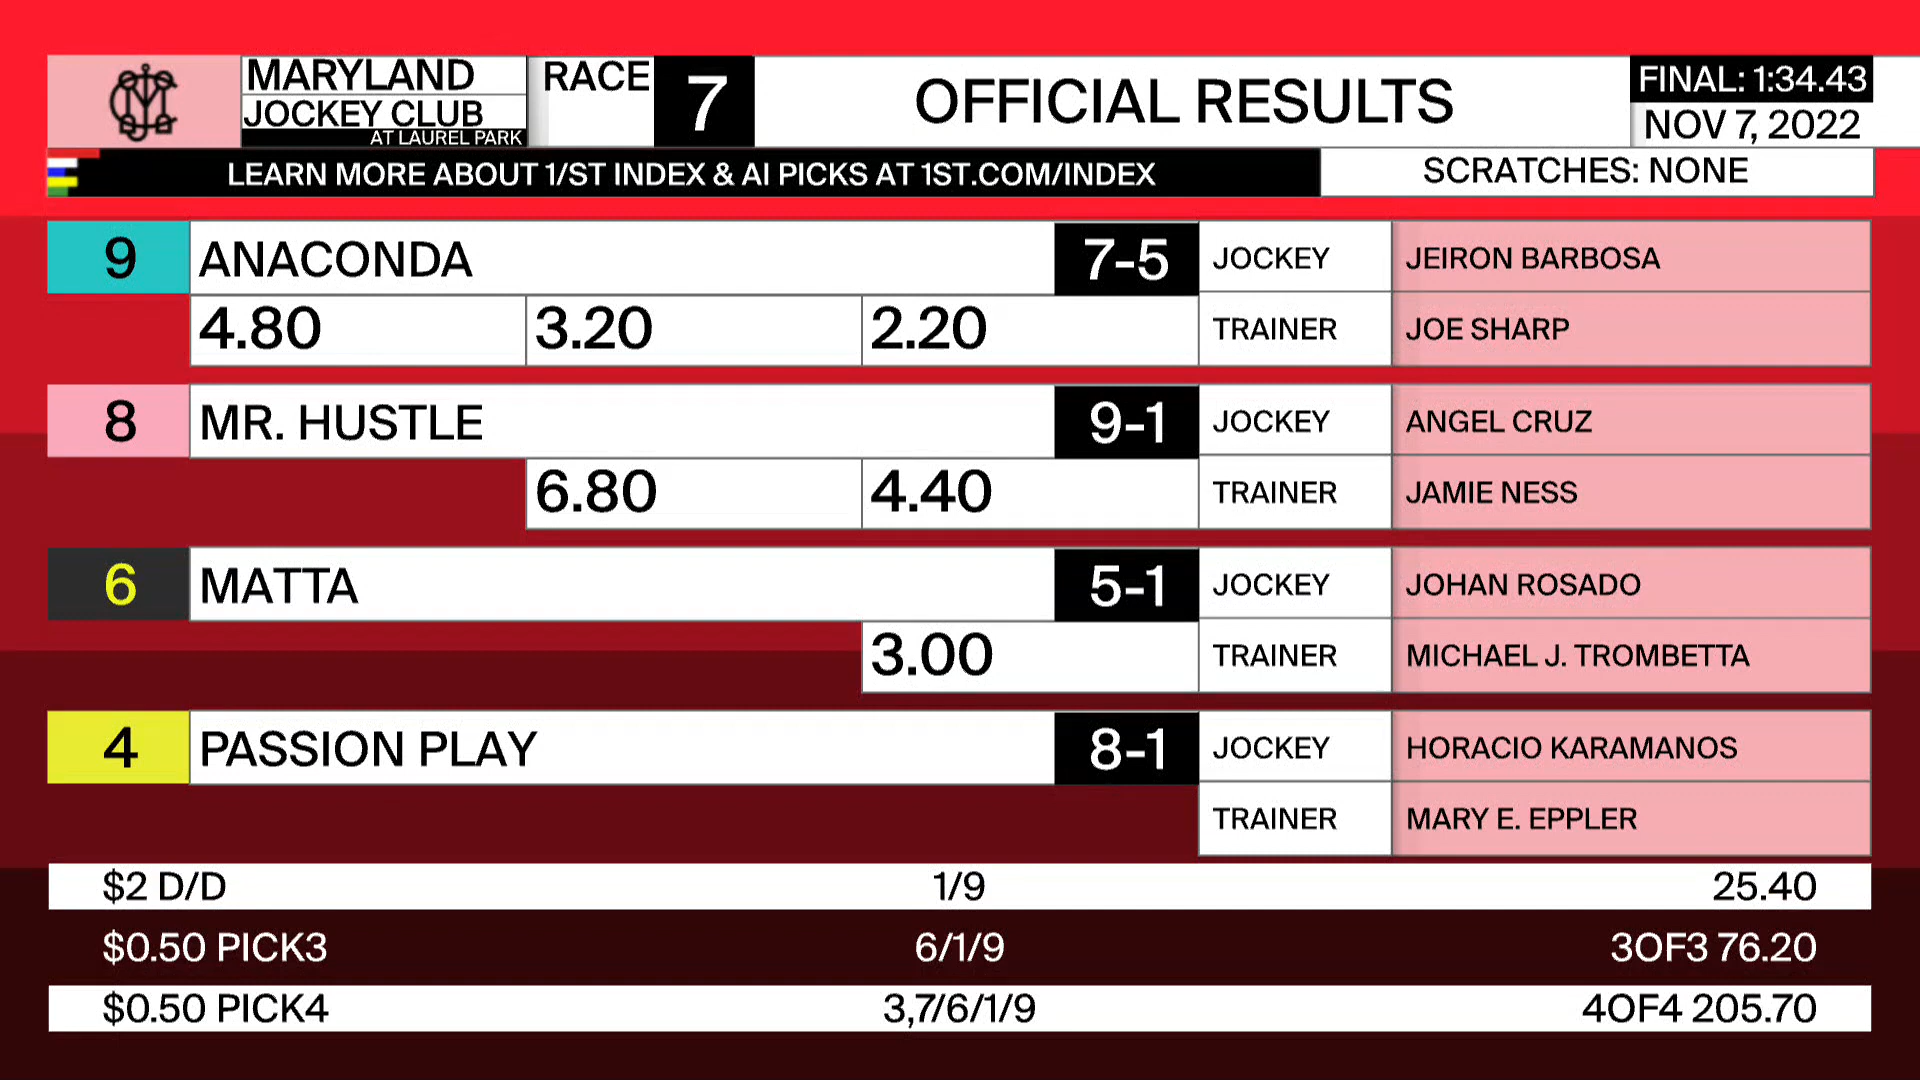 MARYLAND
JOCKEY CLUB
AT LAUREL PARK
RACE 7
OFFICIAL RESULTS
FINAL: 1:34.43
NOV 7, 2022
LEARN MORE ABOUT 1/ST INDEX & AI PICKS AT 1ST.COM/INDEX
SCRATCHES: NONE
9 ANACONDA 7-5 JOCKEY JEIRON BARBOSA
4.80 3.20 2.20 TRAINER JOE SHARP
8 MR. HUSTLE 9-1 JOCKEY ANGEL CRUZ
6.80 4.40 TRAINER JAMIE NESS
6 MATTA 5-1 JOCKEY JOHAN ROSADO
3.00 TRAINER MICHAEL J. TROMBETTA
4 PASSION PLAY 8-1 JOCKEY HORACIO KARAMANOS
TRAINER MARY E. EPPLER
$2 D/D 1/9 25.40
$0.50 PICK3 6/1/9 3OF3 76.20
$0.50 PICK4 3,7/6/1/9 4OF4 205.70